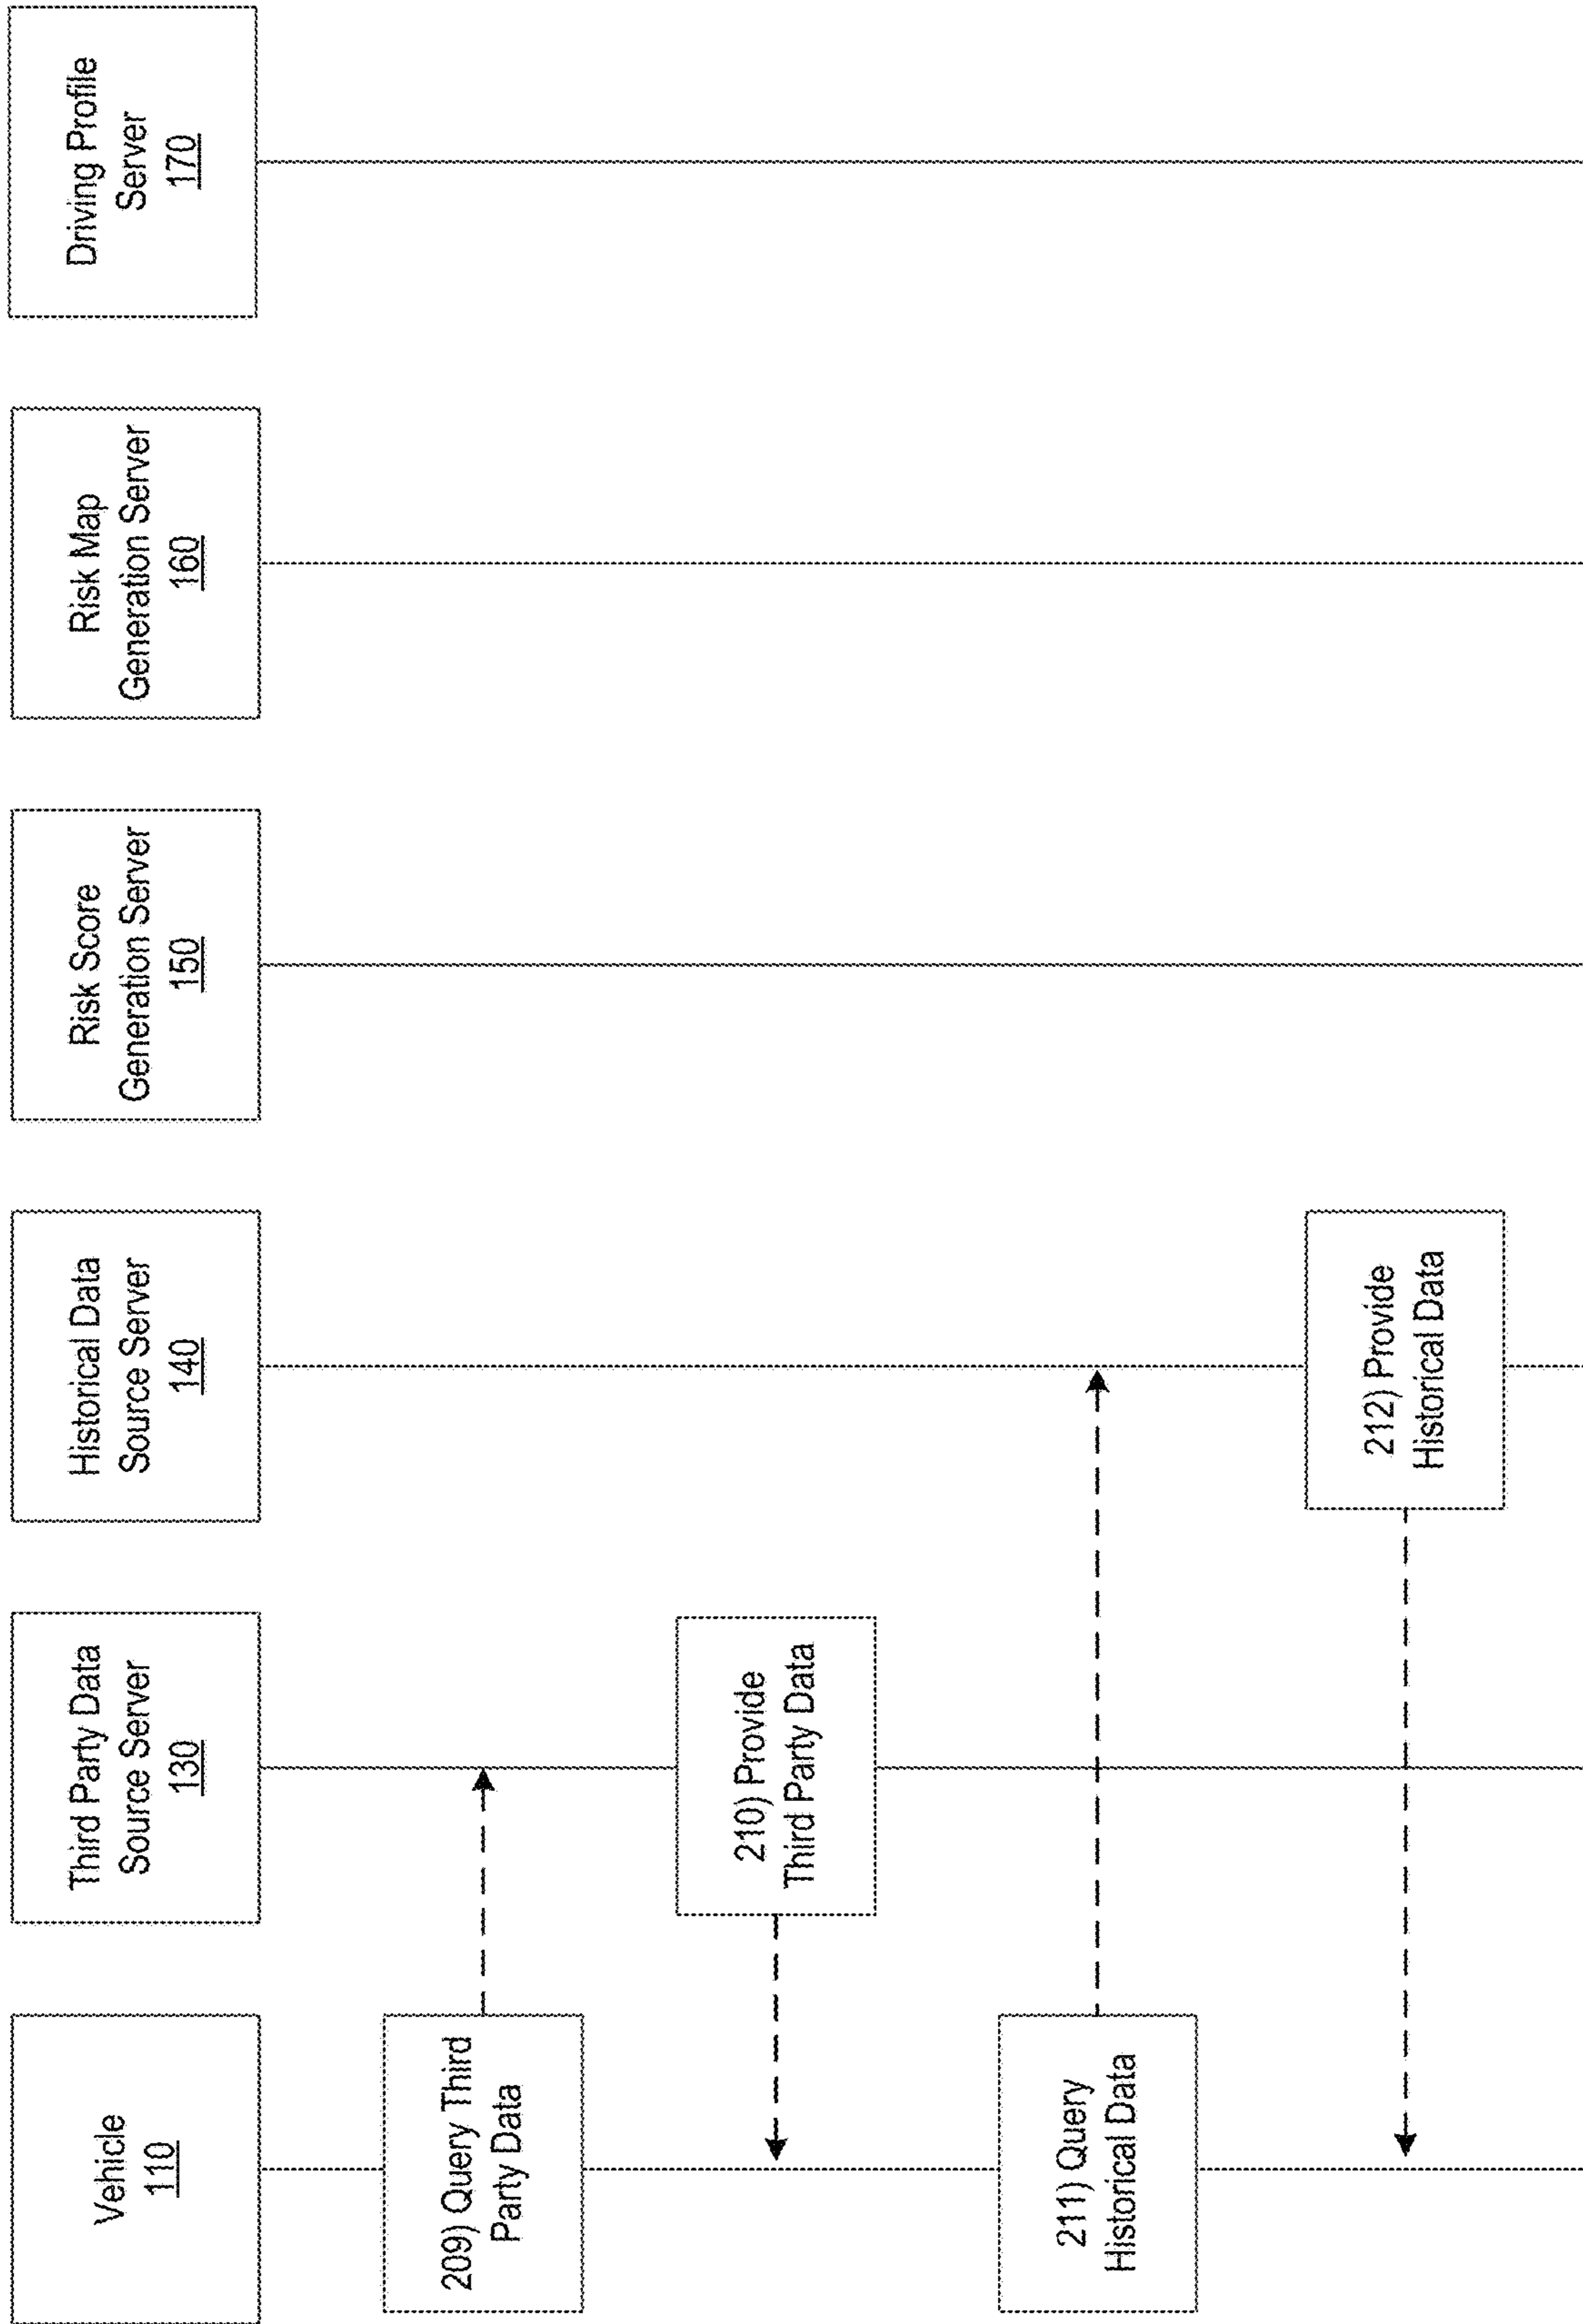 Vehicle
110
Third Party Data
Source Server
130
Historical Data
Source Server
140
Risk Score
Generation Server
150
Risk Map
Generation Server
160
Driving Profile
Server
170
209) Query Third
Party Data
210) Provide
Third Party Data
211) Query
Historical Data
212) Provide
Historical Data